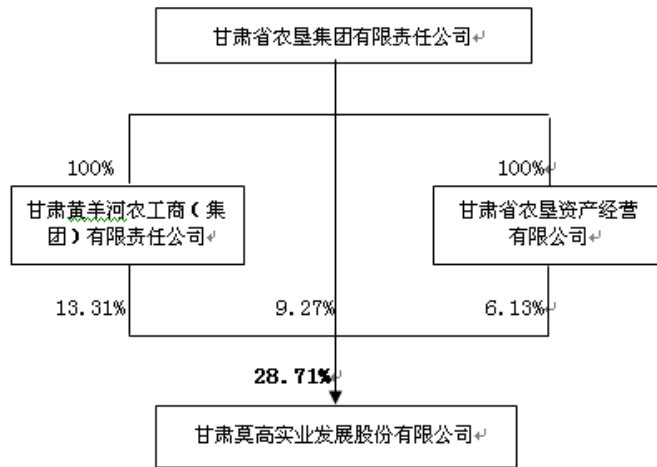 甘肃省农垦集团有限责任公司
100%
100%
甘肃黄羊河农工商（集
团）有限责任公司
甘肃省农垦资产经营
有限公司
13.31%
9.27%
6.13%
28.71%
甘肃莫高实业发展股份有限公司